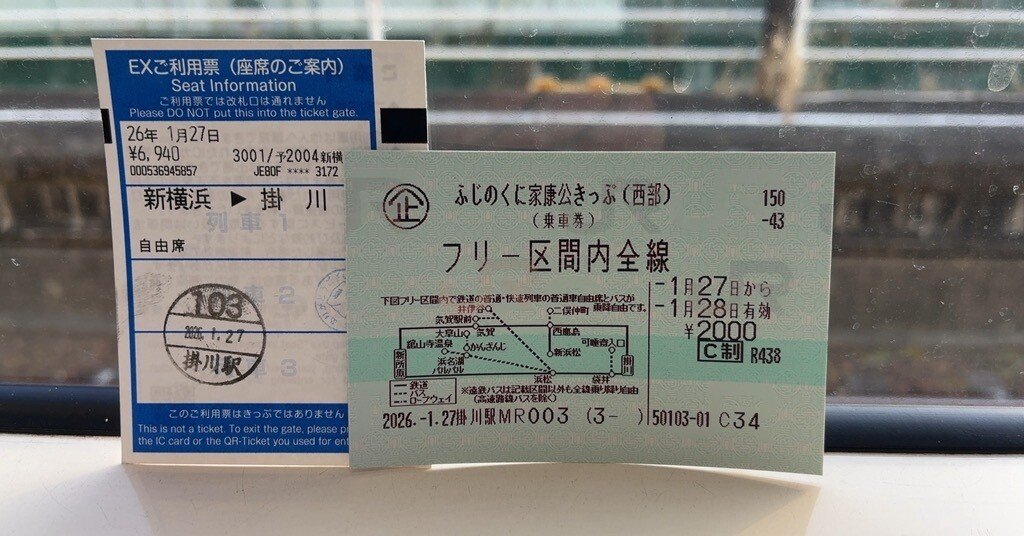 EXご利用票（座席のご案内）
Seat Information
ご利用票では改札口は通れません
Please DO NOT put this into the ticket gate.
26年 1月27日
¥6,940 3001/予2004新横
000536945857 JE80F **** 3172
新横浜 ▶ 掛川
列車 1
自由席
車 2
車 3
103
2026.1.27
掛川駅
このご利用票はきっぷではありません
This is not a ticket. To exit the gate, please
the IC card or the QR-Ticket you used for ent
企
ふじのくに家康公きっぷ（西部）
（乗車券）
150
-43
フリー区間内全線
-1月27日から
-1月28日有効
¥2000
C制 R438
下図フリー区間内で鉄道の普通・快速列車の普通車自由席とバスが
乗降自由です。
井伊谷
二俣仲町
気賀駅前
気賀
西鹿島
大草山
舘山寺温泉
かんざんじ
新浜松
可睡斎入口
新所原
浜名湖
パルパル
浜松
袋井
掛川
鉄道
バス
ロープウェイ
※遠鉄バスは記載区間以外も全線乗り降り自由
（高速路線バスを除く）
2026.-1.27掛川駅MR003 (3- )50103-01 C34